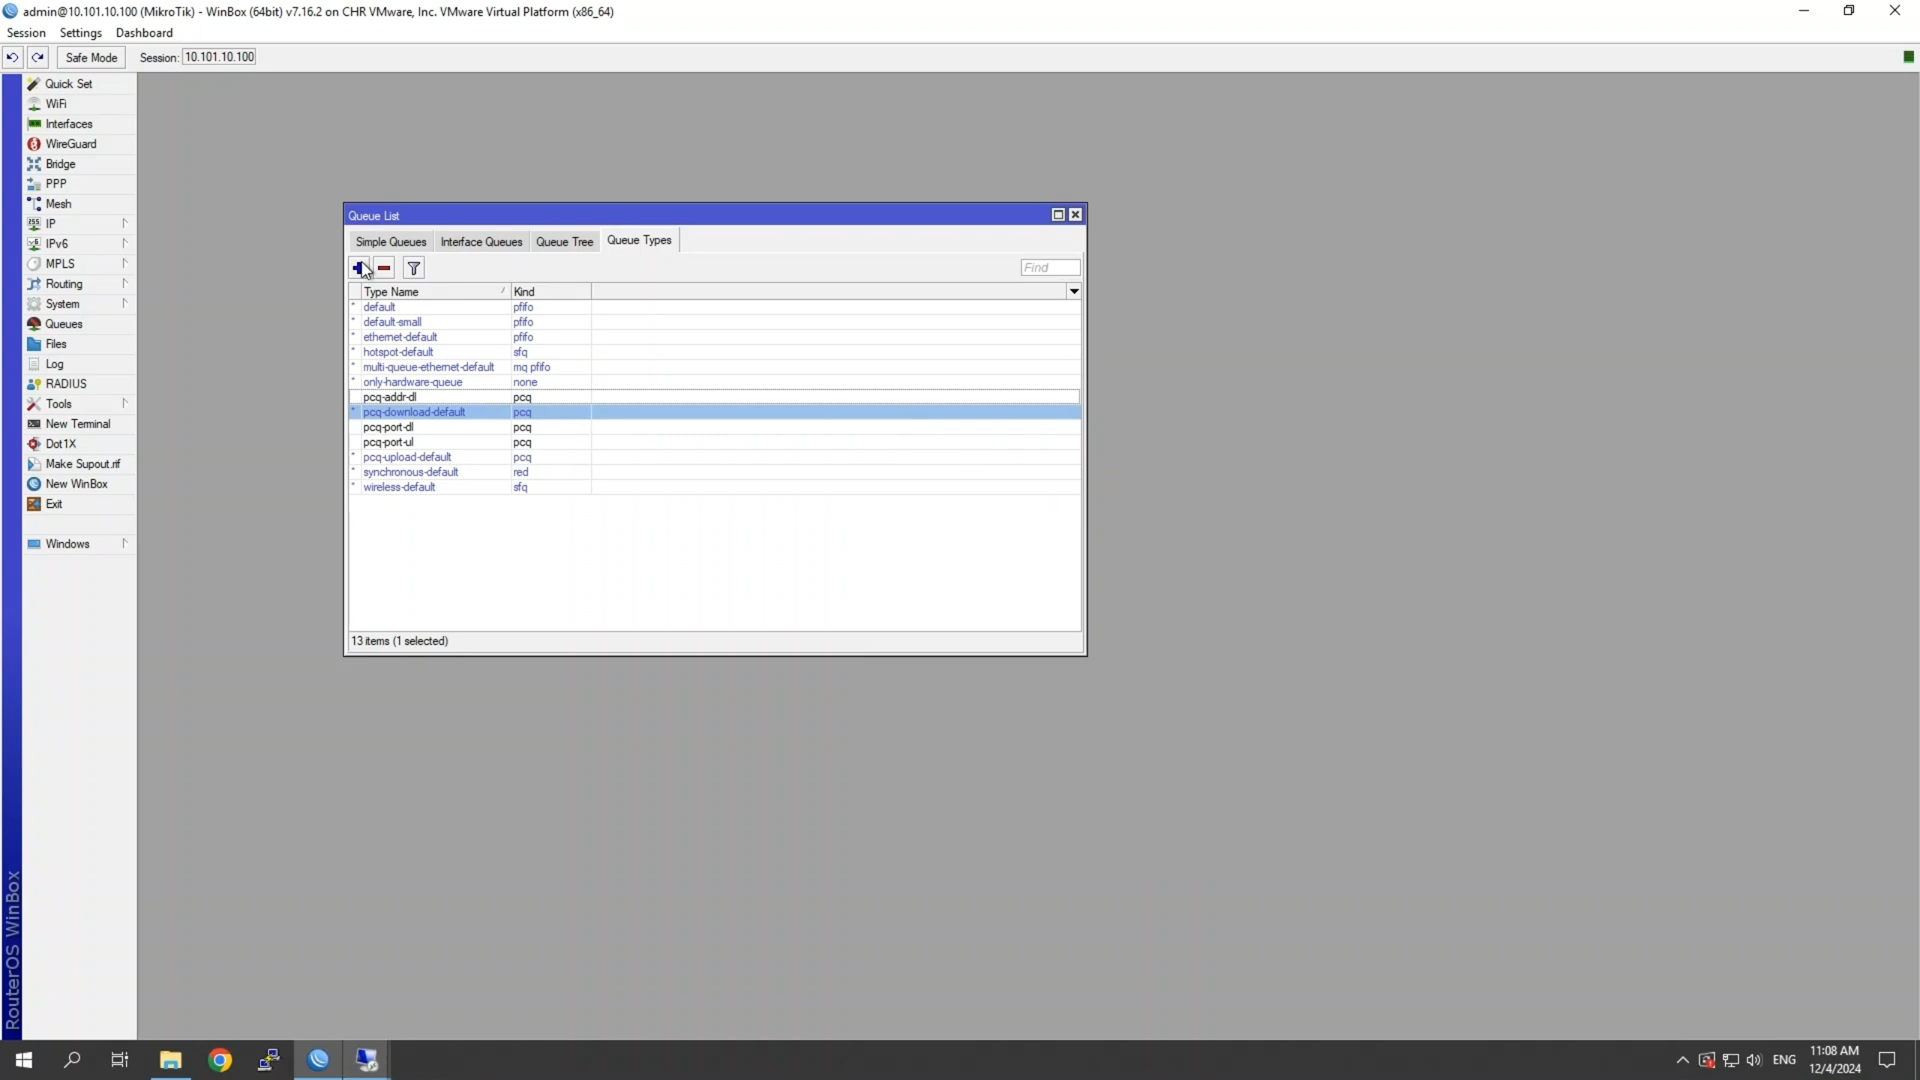 admin@10.101.10.100 (MikroTik) - WinBox (64bit) v7.16.2 on CHR VMware, Inc. VMware Virtual Platform (x86_64)
Session Settings Dashboard
Safe Mode Session: 10.101.10.100
Quick Set
WiFi
Interfaces
WireGuard
Bridge
PPP
Mesh
IP
IPv6
MPLS
Routing
System
Queues
Files
Log
RADIUS
Tools
New Terminal
Dot1X
Make Supout.rif
New WinBox
Exit
Windows
RouterOS WinBox
Queue List
Simple Queues Interface Queues Queue Tree Queue Types
Find
Type Name Kind
* default pfifo
* default-small pfifo
* ethernet-default pfifo
* hotspot-default sfq
* multi-queue-ethernet-default mq pfifo
* only-hardware-queue none
pcq-addr-dl pcq
* pcq-download-default pcq
pcq-port-dl pcq
pcq-port-ul pcq
* pcq-upload-default pcq
* synchronous-default red
* wireless-default sfq
13 items (1 selected)
ENG
11:08 AM
12/4/2024